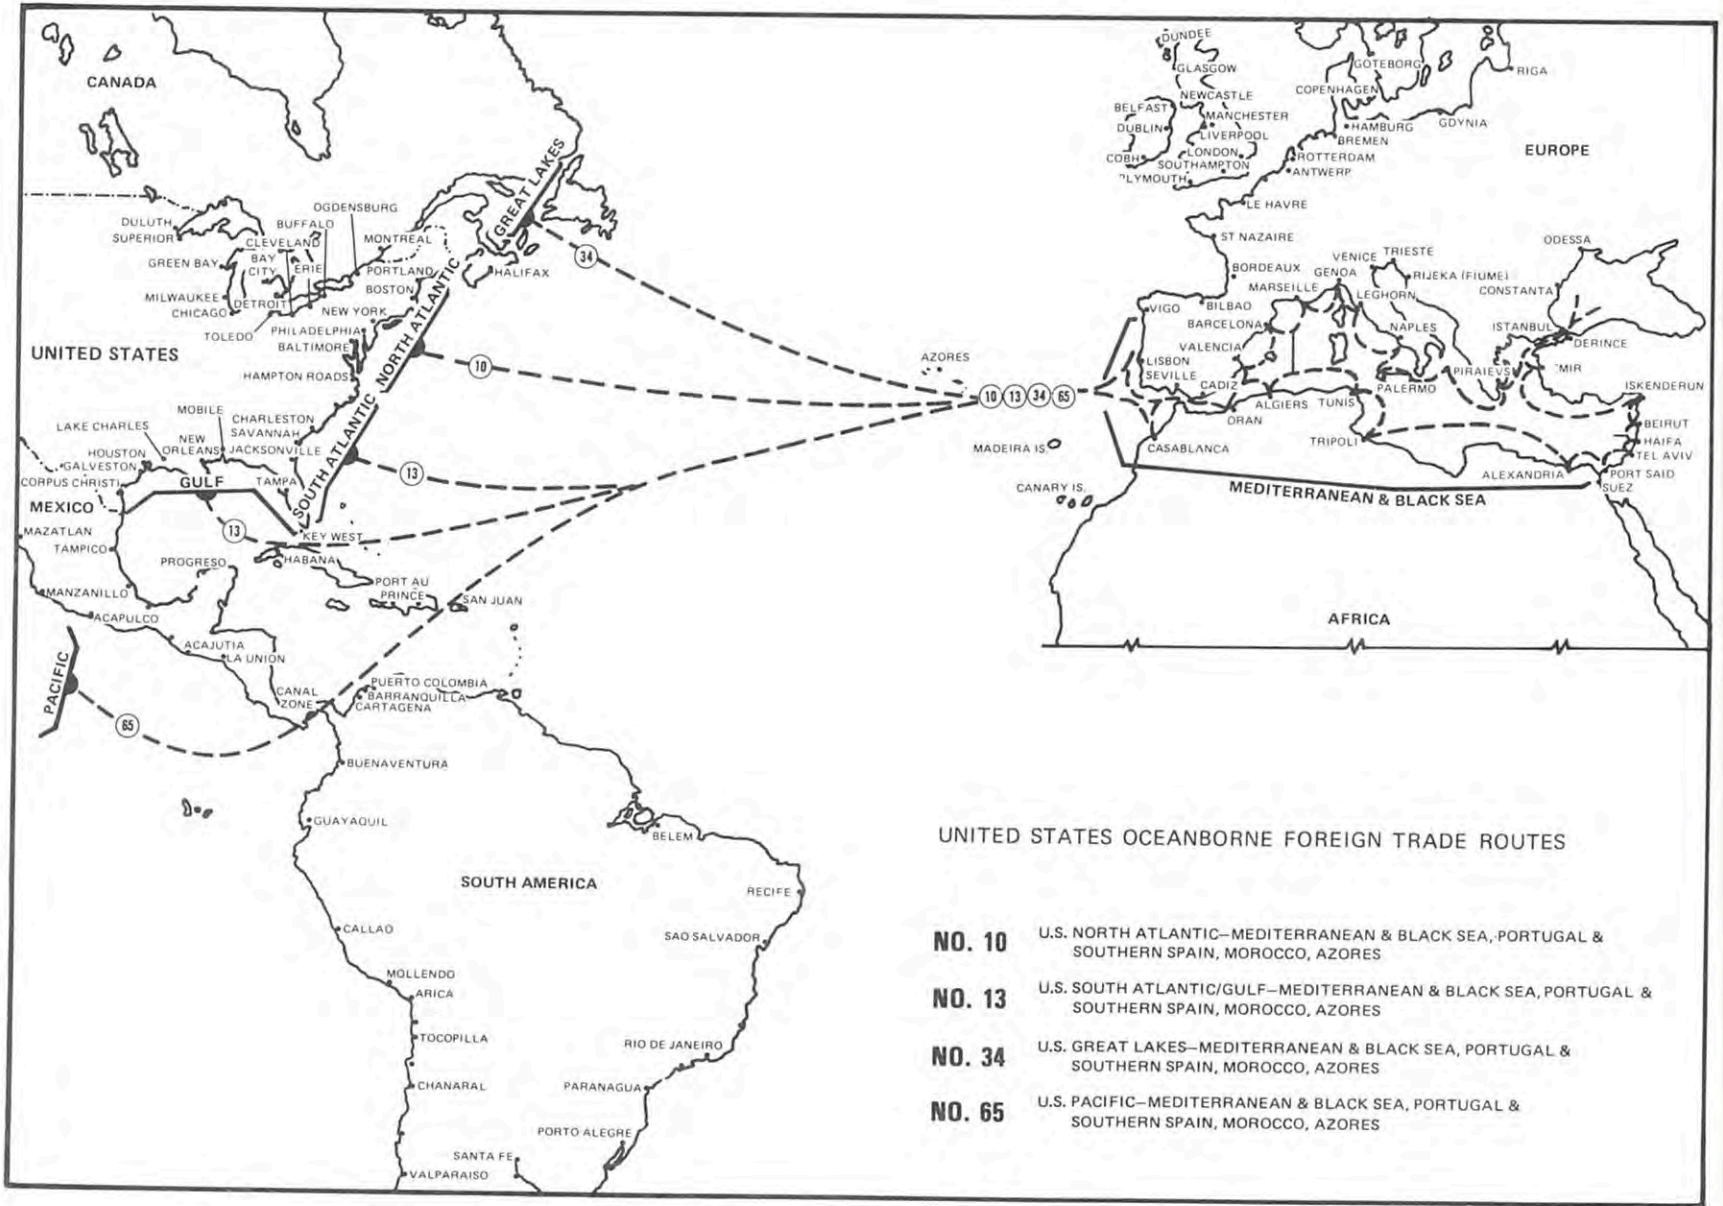 CANADA
UNITED STATES
MEXICO
SOUTH AMERICA
EUROPE
AFRICA
GREAT LAKES
NORTH ATLANTIC
SOUTH ATLANTIC
GULF
PACIFIC
MEDITERRANEAN & BLACK SEA
OGDENSBURG
DULUTH
SUPERIOR
BUFFALO
CLEVELAND
BAY
CITY
ERIE
MONTREAL
GREEN BAY
PORTLAND
HALIFAX
BOSTON
MILWAUKEE
DETROIT
CHICAGO
NEW YORK
TOLEDO
PHILADELPHIA
BALTIMORE
HAMPTON ROADS
MOBILE
CHARLESTON
LAKE CHARLES
SAVANNAH
NEW
ORLEANS
JACKSONVILLE
HOUSTON
GALVESTON
CORPUS CHRISTI
TAMPA
KEY WEST
MAZATLAN
TAMPICO
PROGRESO
HABANA
MANZANILLO
PORT AU
PRINCE
SAN JUAN
ACAPULCO
ACAJUTIA
LA UNION
CANAL
ZONE
PUERTO COLOMBIA
BARRANQUILLA
CARTAGENA
BUENAVENTURA
GUAYAQUIL
BELEM
RECIFE
CALLAO
SAO SALVADOR
MOLLENDO
ARICA
TOCOPILLA
RIO DE JANEIRO
CHANARAL
PARANAGUA
PORTO ALEGRE
SANTA FE
VALPARAISO
34
10
13
13
65
10 13 34 65
AZORES
MADEIRA IS.
CANARY IS.
DUNDEE
GLASGOW
NEWCASTLE
BELFAST
MANCHESTER
DUBLIN
LIVERPOOL
COBH
LONDON
SOUTHAMPTON
PLYMOUTH
GOTEBORG
RIGA
COPENHAGEN
HAMBURG
GDYNIA
BREMEN
ROTTERDAM
ANTWERP
LE HAVRE
ST NAZAIRE
BORDEAUX
VENICE
TRIESTE
GENOA
RIJEKA (FIUME)
ODESSA
MARSEILLE
LEGHORN
CONSTANTA
VIGO
BILBAO
BARCELONA
NAPLES
ISTANBUL
DERINCE
VALENCIA
LISBON
SEVILLE
PIRAIEVS
MIR
CADIZ
PALERMO
ISKENDERUN
ALGIERS
TUNIS
ORAN
BEIRUT
CASABLANCA
TRIPOLI
HAIFA
TEL AVIV
ALEXANDRIA
PORT SAID
SUEZ
UNITED STATES OCEANBORNE FOREIGN TRADE ROUTES
NO. 10 U.S. NORTH ATLANTIC–MEDITERRANEAN & BLACK SEA, PORTUGAL &
SOUTHERN SPAIN, MOROCCO, AZORES
NO. 13 U.S. SOUTH ATLANTIC/GULF–MEDITERRANEAN & BLACK SEA, PORTUGAL &
SOUTHERN SPAIN, MOROCCO, AZORES
NO. 34 U.S. GREAT LAKES–MEDITERRANEAN & BLACK SEA, PORTUGAL &
SOUTHERN SPAIN, MOROCCO, AZORES
NO. 65 U.S. PACIFIC–MEDITERRANEAN & BLACK SEA, PORTUGAL &
SOUTHERN SPAIN, MOROCCO, AZORES